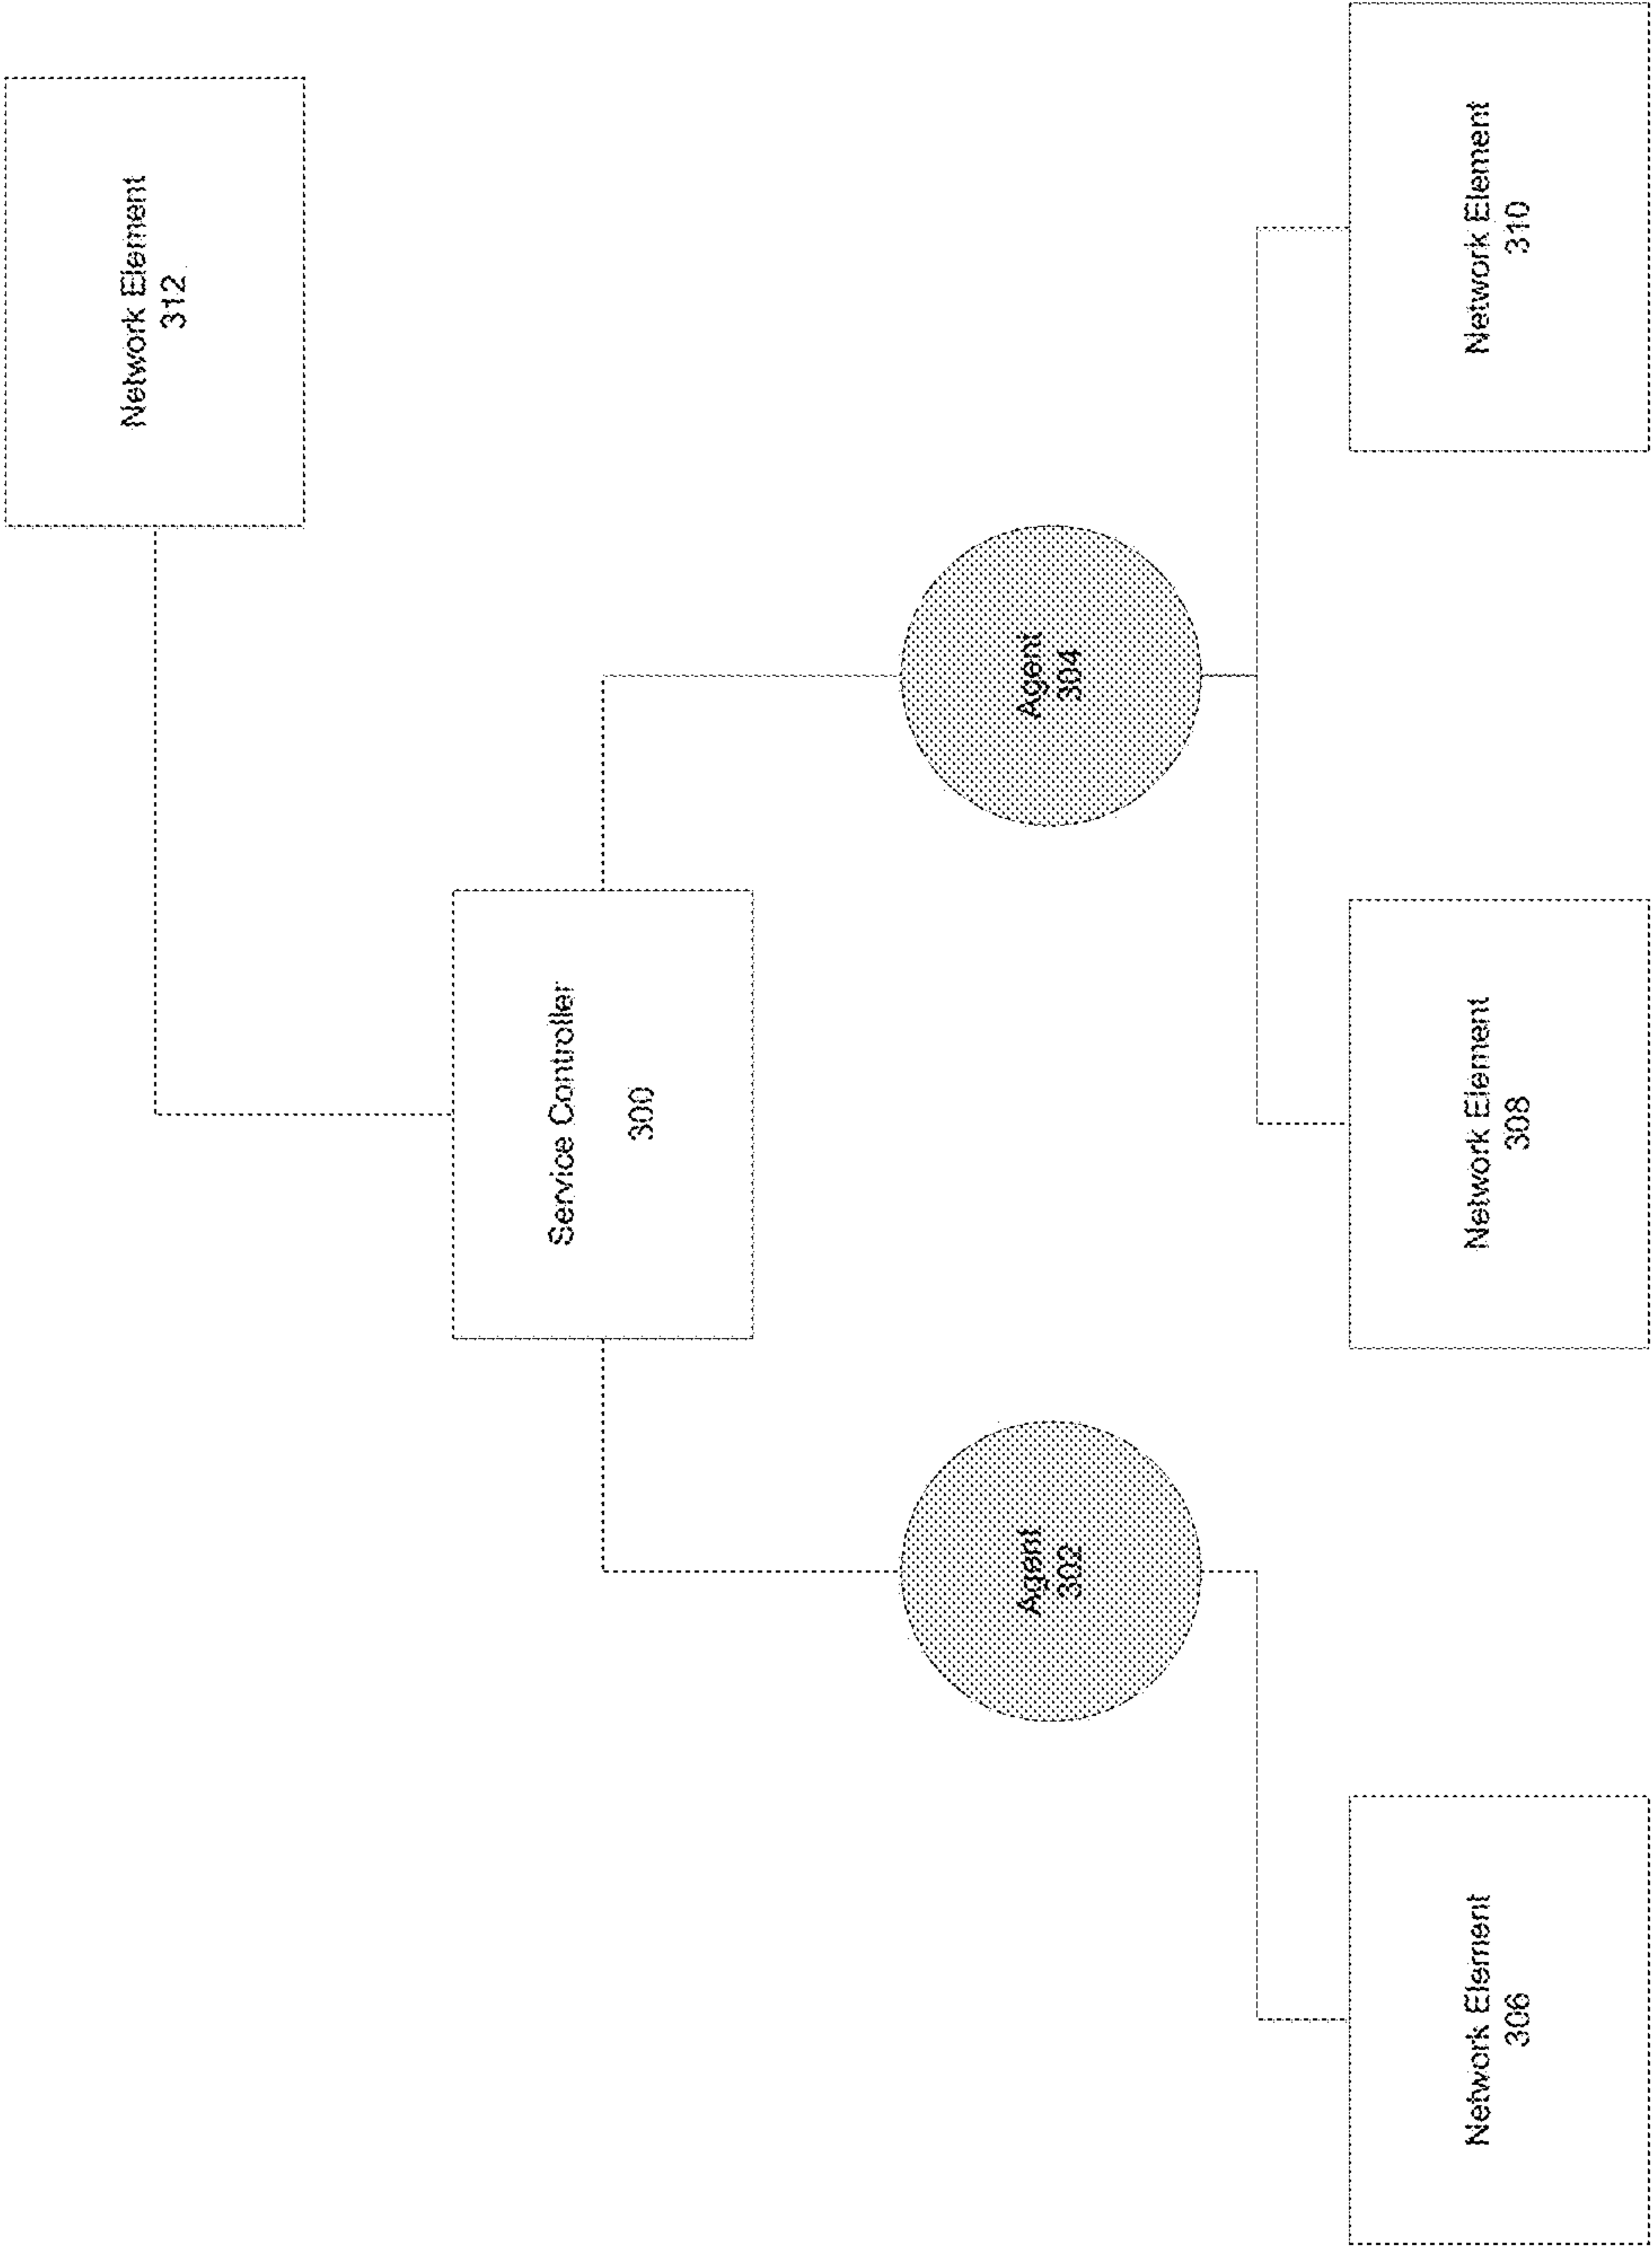 Network Element
312
Service Controller
300
Agent
302
Agent
304
Network Element
306
Network Element
308
Network Element
310